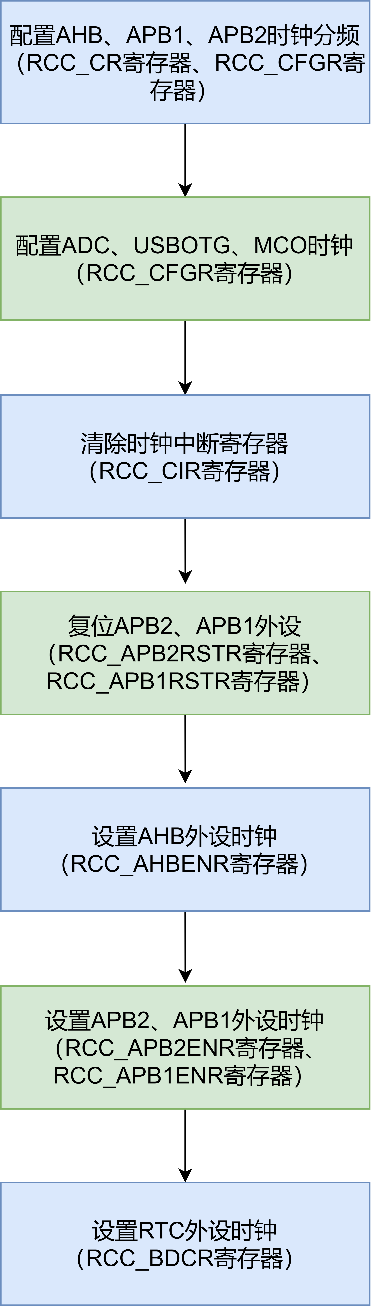 配置AHB、APB1、APB2时钟分频
（RCC_CR寄存器、RCC_CFGR寄
存器）
配置ADC、USBOTG、MCO时钟
（RCC_CFGR寄存器）
清除时钟中断寄存器
（RCC_CIR寄存器）
复位APB2、APB1外设
（RCC_APB2RSTR寄存器、
RCC_APB1RSTR寄存器）
设置AHB外设时钟
（RCC_AHBENR寄存器）
设置APB2、APB1外设时钟
（RCC_APB2ENR寄存器、
RCC_APB1ENR寄存器）
设置RTC外设时钟
（RCC_BDCR寄存器）